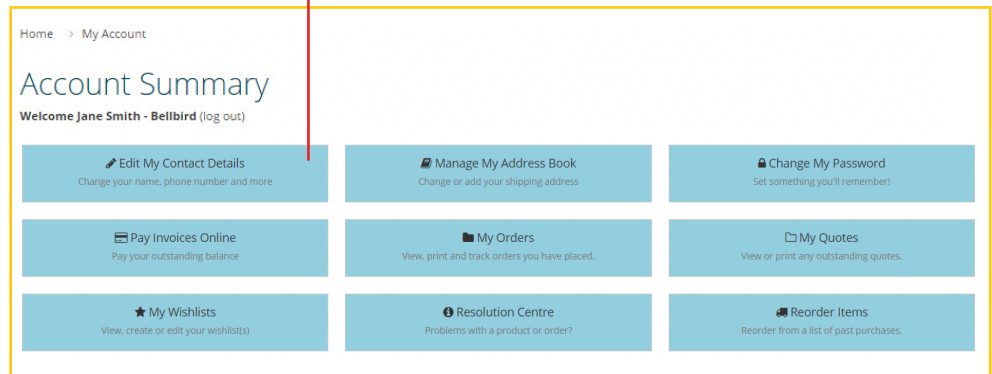 Home > My Account
Account Summary
Welcome Jane Smith - Bellbird (log out)
Edit My Contact Details
Change your name, phone number and more
Manage My Address Book
Change or add your shipping address
Change My Password
Set something you'll remember!
Pay Invoices Online
Pay your outstanding balance
My Orders
View, print and track orders you have placed.
My Quotes
View or print any outstanding quotes.
My Wishlists
View, create or edit your wishlist(s)
Resolution Centre
Problems with a product or order?
Reorder Items
Reorder from a list of past purchases.